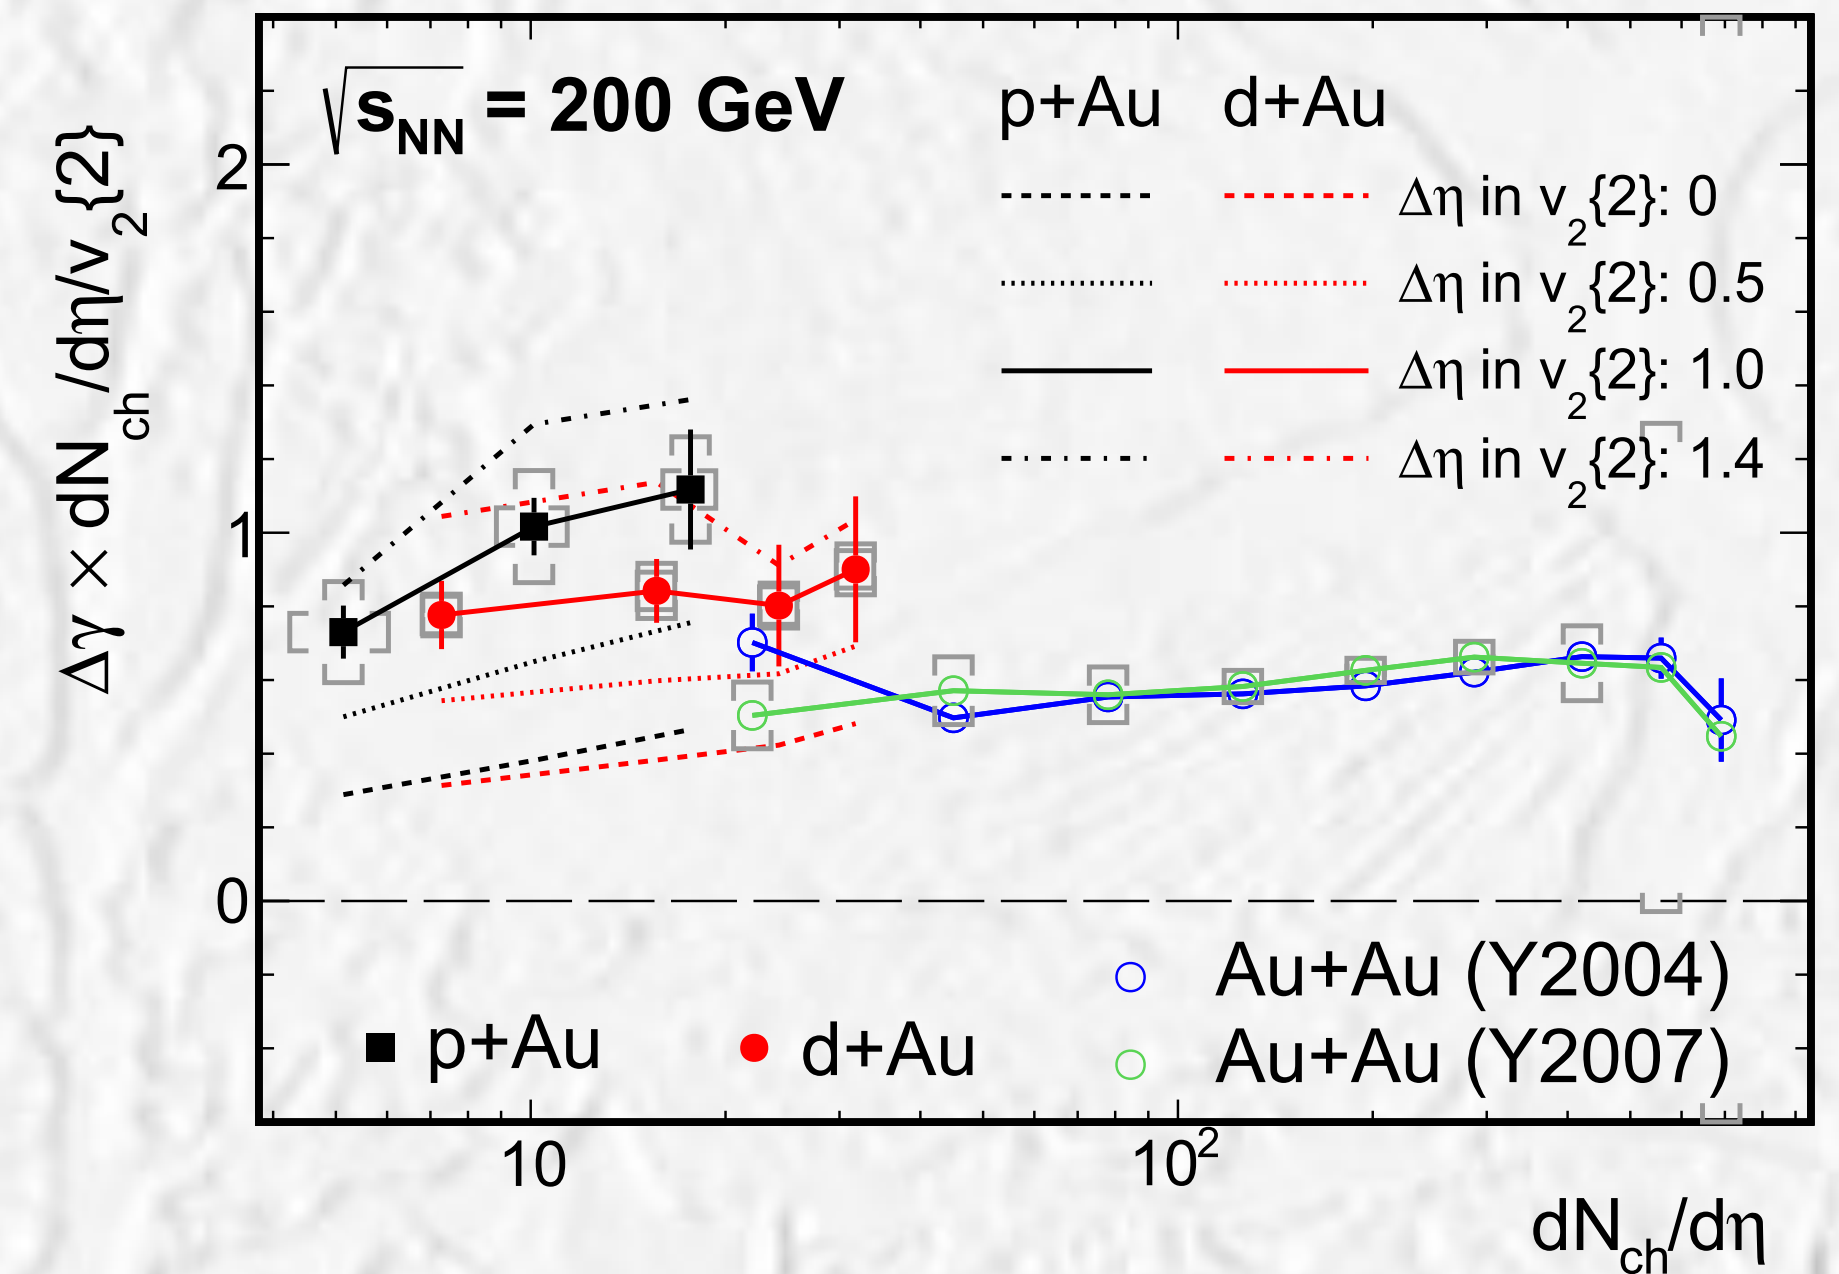 √sNN = 200 GeV
p+Au d+Au
Δη in v2{2}: 0
Δη in v2{2}: 0.5
Δη in v2{2}: 1.0
Δη in v2{2}: 1.4
Δγ × dNch/dη/v2{2}
2
1
0
p+Au
d+Au
Au+Au (Y2004)
Au+Au (Y2007)
10
10²
dNch/dη